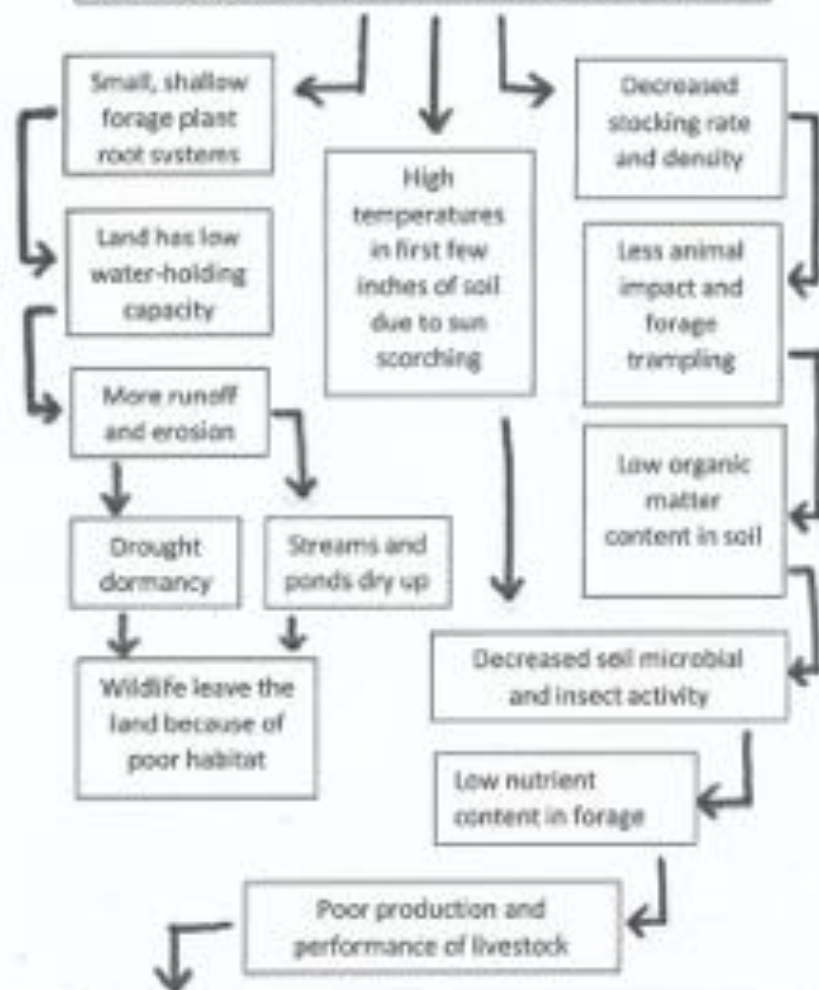 Small, shallow
forage plant
root systems
Decreased
stocking rate
and density
High
temperatures
in first few
inches of soil
due to sun
scorching
Land has low
water-holding
capacity
Less animal
impact and
forage
trampling
More runoff
and erosion
Low organic
matter
content in soil
Drought
dormancy
Streams and
ponds dry up
Decreased soil microbial
and insect activity
Wildlife leave the
land because of
poor habitat
Low nutrient
content in forage
Poor production and
performance of livestock